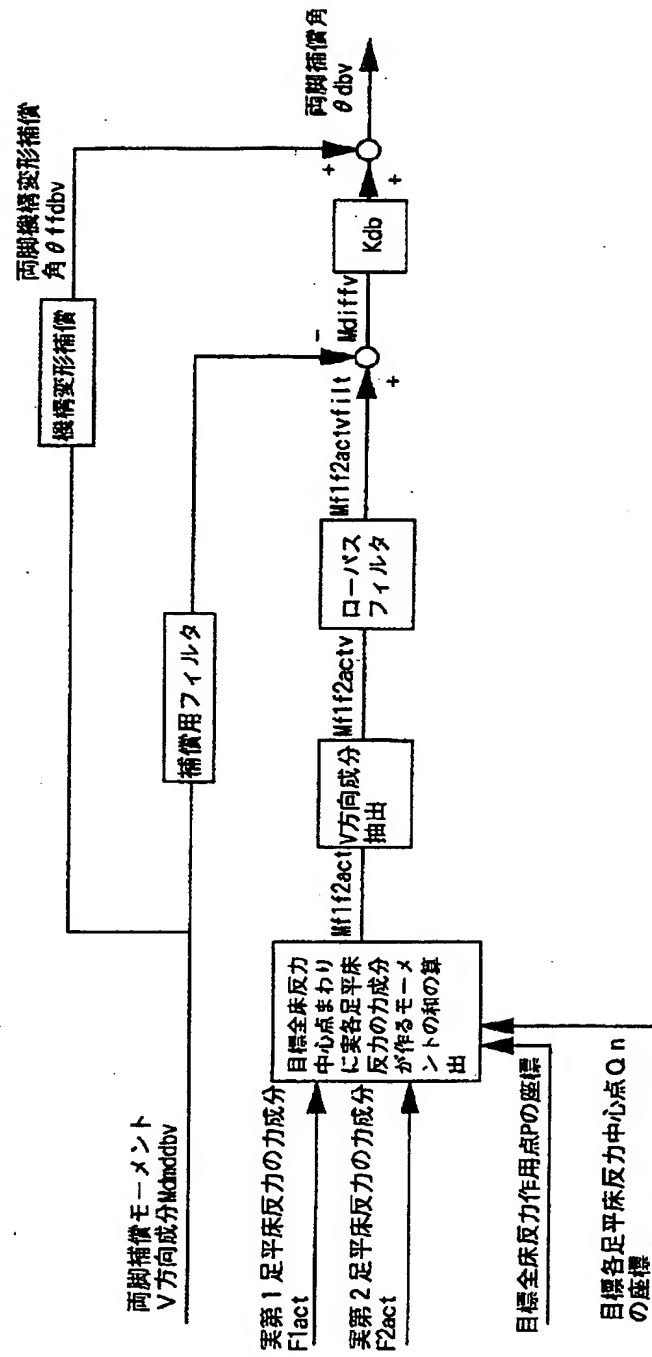 両脚補償モーメント
V方向成分Mdmddbv
機構変形補償
両脚機構変形補償
角θffdbv
補償用フィルタ
実第1足平床反力の力成分
F1act
実第2足平床反力の力成分
F2act
目標全床反力
中心点まわり
に実各足平床
反力の力成分
が作るモーメ
ントの和の算
出
目標全床反力作用点Pの座標
目標各足平床反力中心点Qn
の座標
Mf1f2act
V方向成分
抽出
Mf1f2actv
ローパス
フィルタ
Mf1f2actvfilt
+
-
Mdiffv
Kdb
+
+
両脚補償角
θdbv